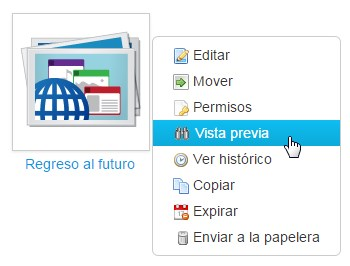 Editar
Mover
Permisos
Vista previa
Ver histórico
Copiar
Expirar
Enviar a la papelera
Regreso al futuro